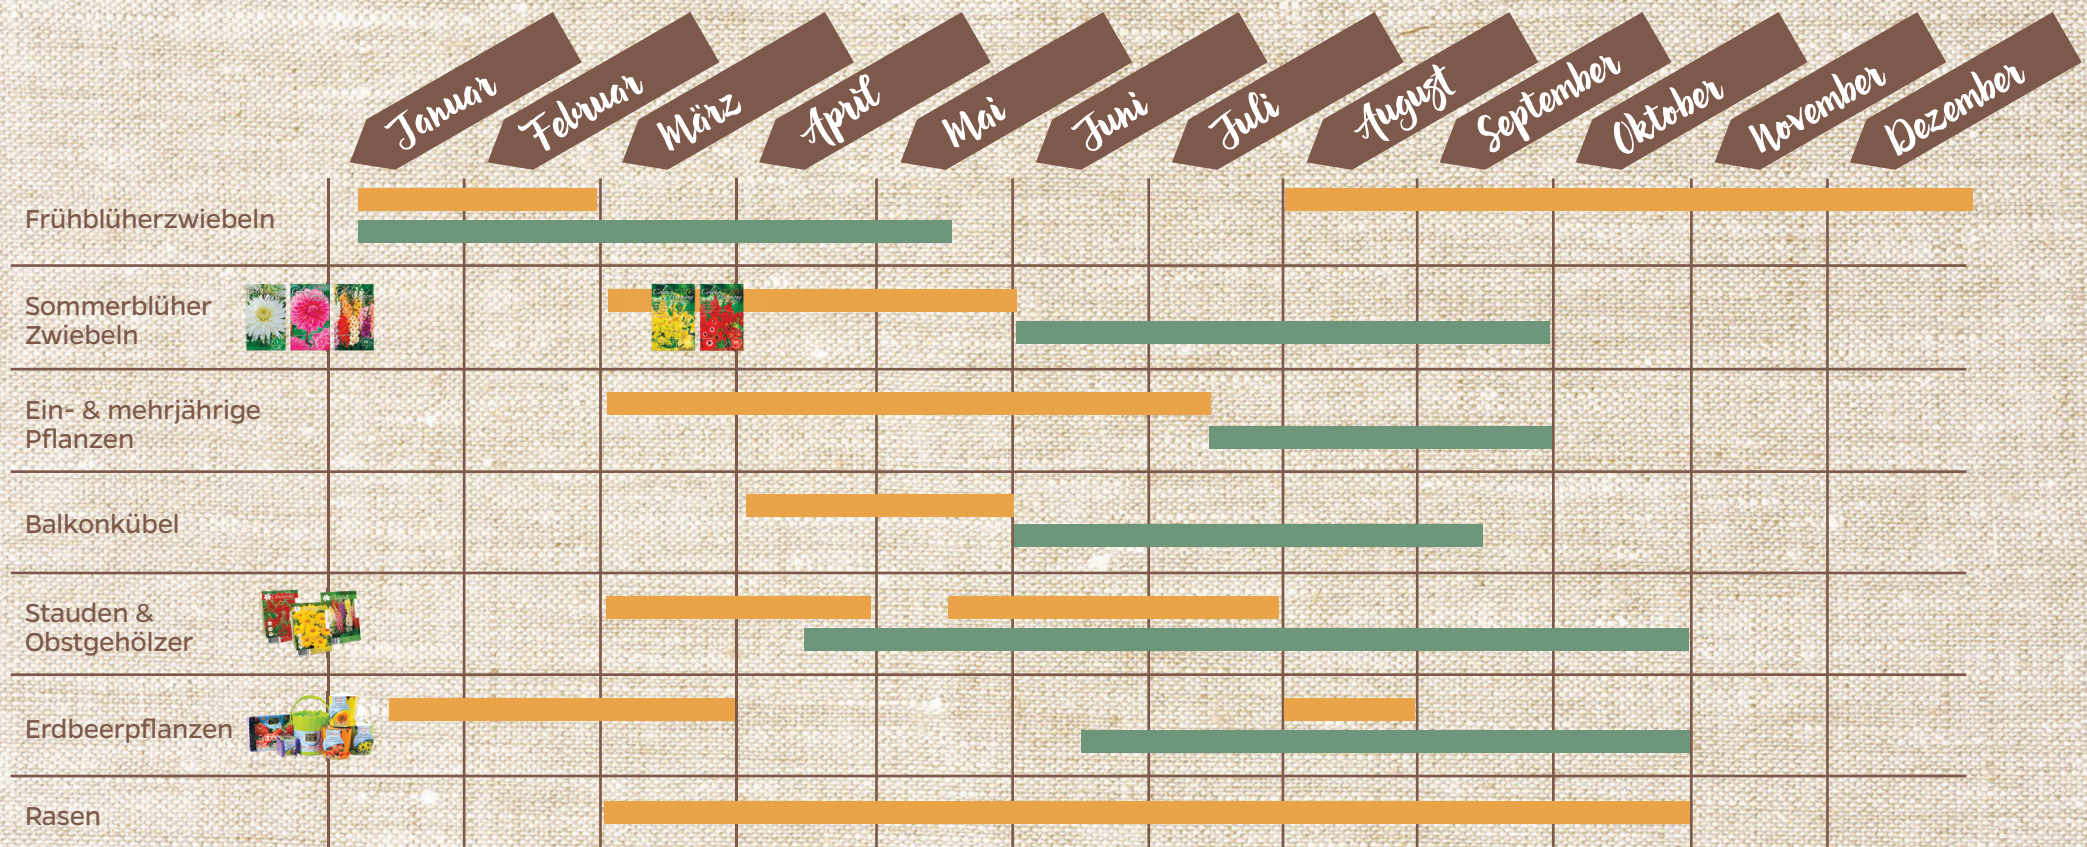 Januar
Februar
März
April
Mai
Juni
Juli
August
September
Oktober
November
Dezember
Frühblüherzwiebeln
Sommerblüher
Zwiebeln
Ein- & mehrjährige
Pflanzen
Balkonkübel
Stauden &
Obstgehölzer
Erdbeerpflanzen
Rasen